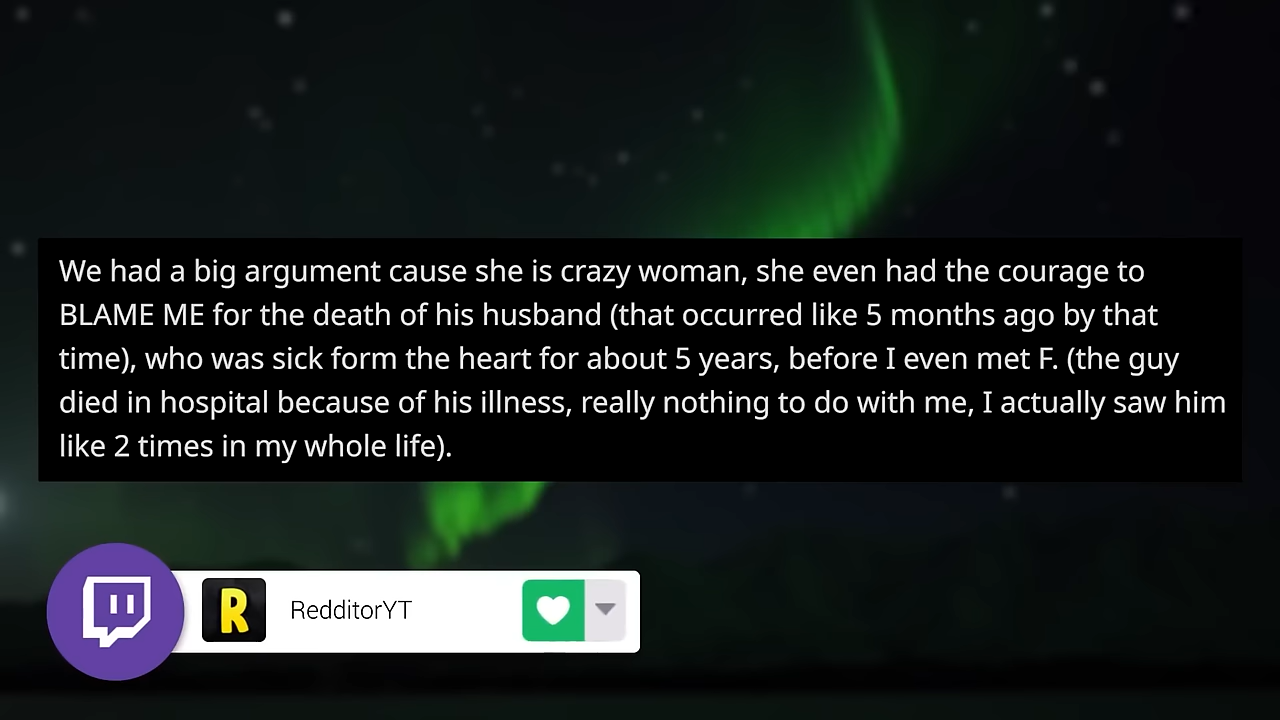 We had a big argument cause she is crazy woman, she even had the courage to
BLAME ME for the death of his husband (that occurred like 5 months ago by that
time), who was sick form the heart for about 5 years, before I even met F. (the guy
died in hospital because of his illness, really nothing to do with me, I actually saw him
like 2 times in my whole life).
R
RedditorYT